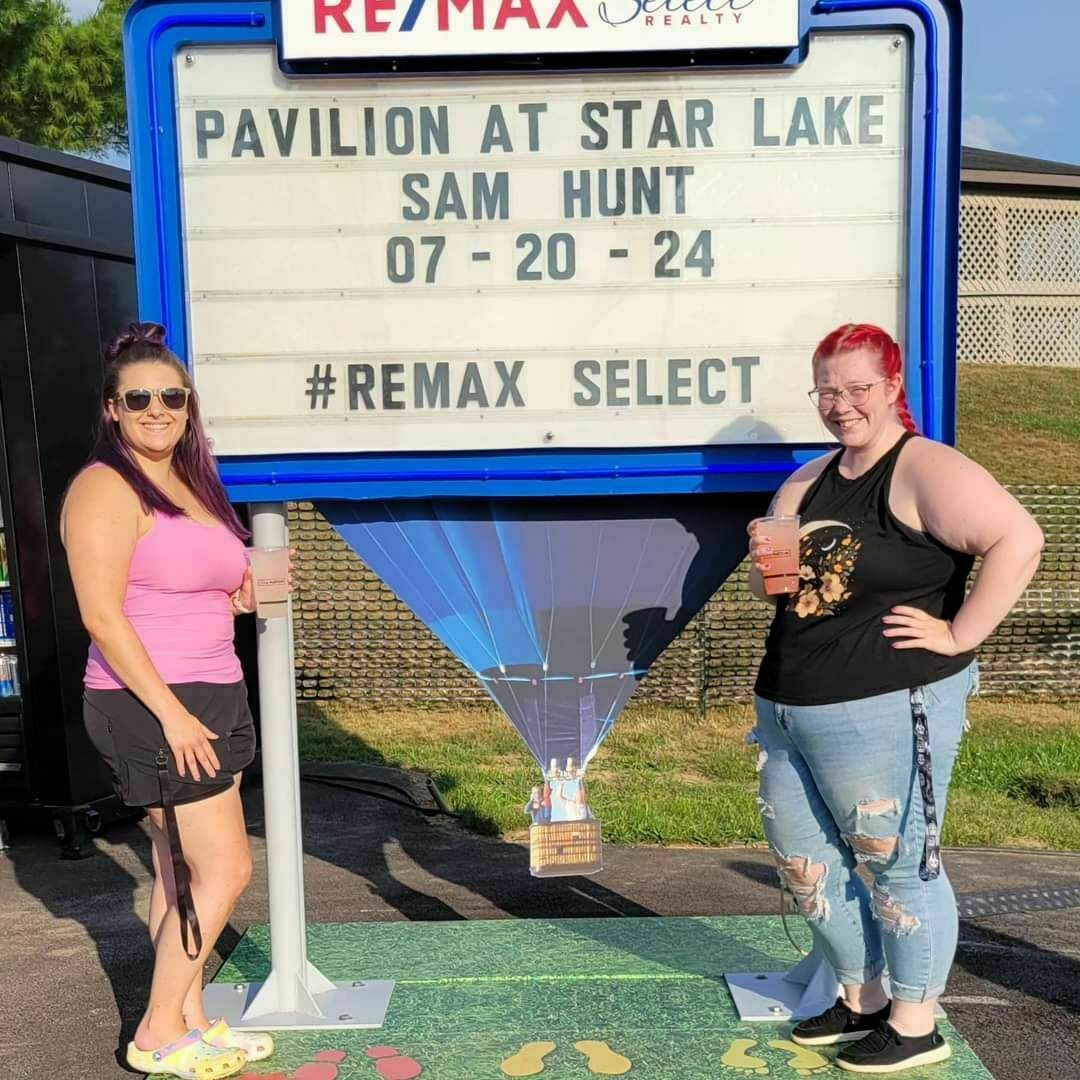 RE/MAX Select
REALTY
PAVILION AT STAR LAKE
SAM HUNT
07 - 20 - 24
#REMAX SELECT